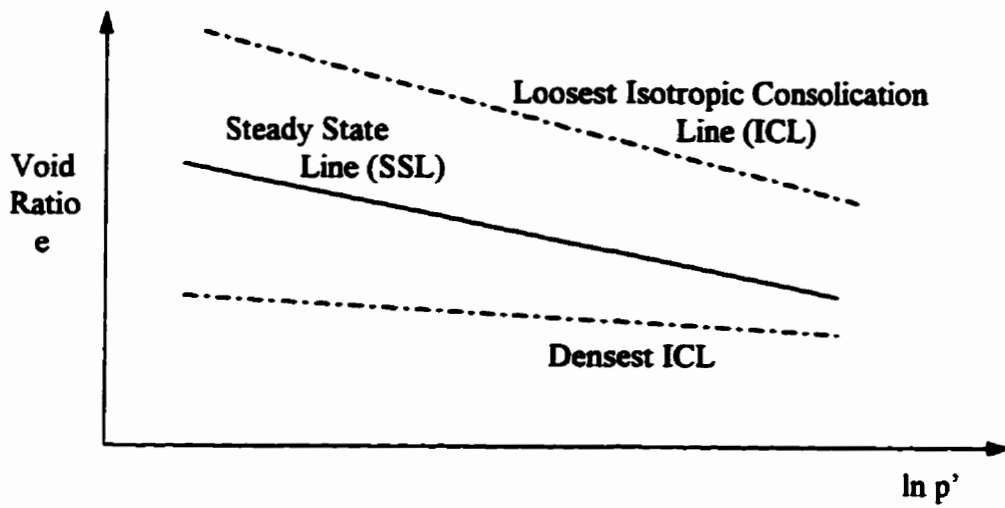 Loosest Isotropic Consolication
Line (ICL)
Steady State
Line (SSL)
Void
Ratio
e
Densest ICL
ln p'